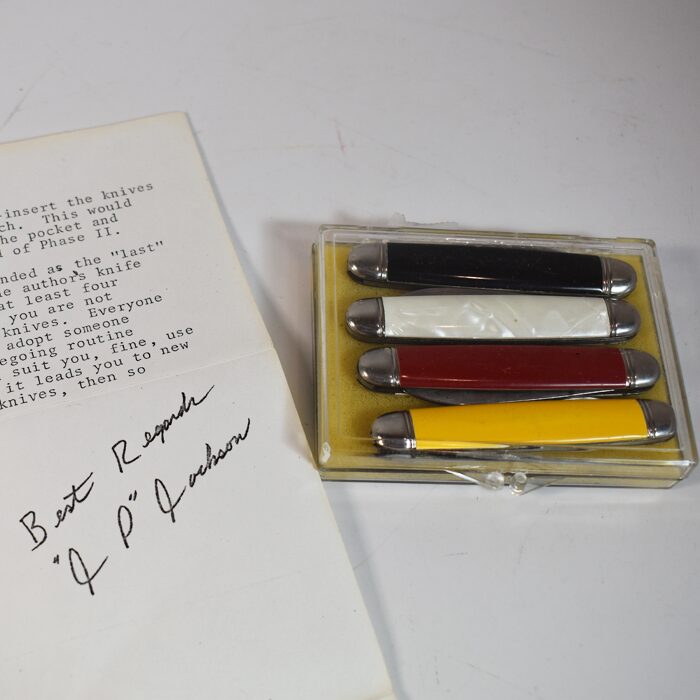 -insert the knives
ch. This would
he pocket and
d of Phase II.
nded as the "last"
e authors knife
at least four
you are not
knives. Everyone
adopt someone
egoing routine
suit you, fine, use
it leads you to new
knives, then so
Best Regards
"J P" Jackson